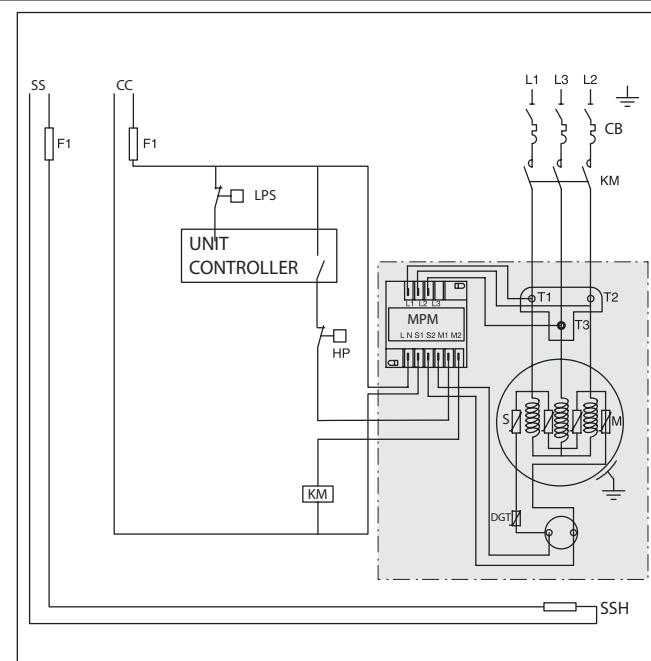 SS
CC
L1 L3 L2
F1
F1
CB
KM
LPS
UNIT
CONTROLLER
L1 L2 L3
T1
T2
MPM
T3
L N S1 S2 M1 M2
HP
S
M
KM
DGT
SSH